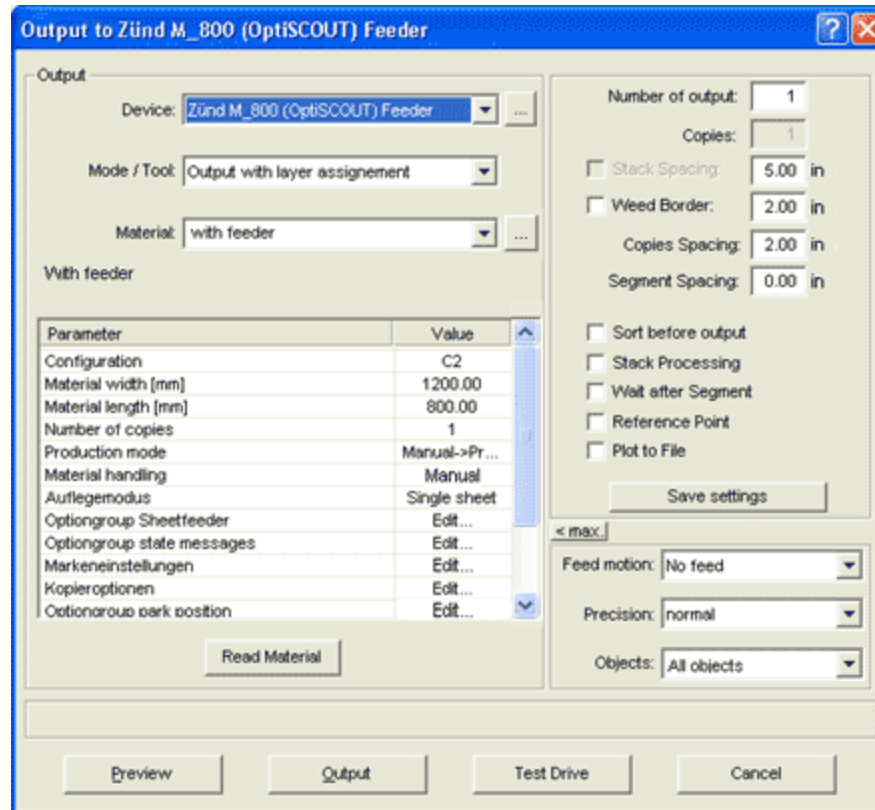 Output to Zünd M_800 (OptiSCOUT) Feeder
Output
Device: Zünd M_800 (OptiSCOUT) Feeder ...
Mode / Tool: Output with layer assignement
Material: with feeder ...
With feeder
Parameter Value
Configuration C2
Material width [mm] 1200.00
Material length [mm] 800.00
Number of copies 1
Production mode Manual->Pr...
Material handling Manual
Auflegemodus Single sheet
Optiongroup Sheetfeeder Edit...
Optiongroup state messages Edit...
Markeneinstellungen Edit...
Kopieroptionen Edit...
Optiongroup park position Edit...
Read Material
Number of output: 1
Copies: 1
Stack Spacing: 5.00 in
Weed Border: 2.00 in
Copies Spacing: 2.00 in
Segment Spacing: 0.00 in
Sort before output
Stack Processing
Wait after Segment
Reference Point
Plot to File
Save settings
< max.
Feed motion: No feed
Precision: normal
Objects: All objects
Preview Output Test Drive Cancel